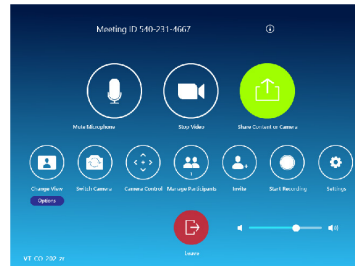 Meeting ID 540-231-4667
Mute Microphone Stop Video Share Content or Camera
Change View Switch Camera Camera Control Manage Participants Invite Start Recording Settings
Options
Leave